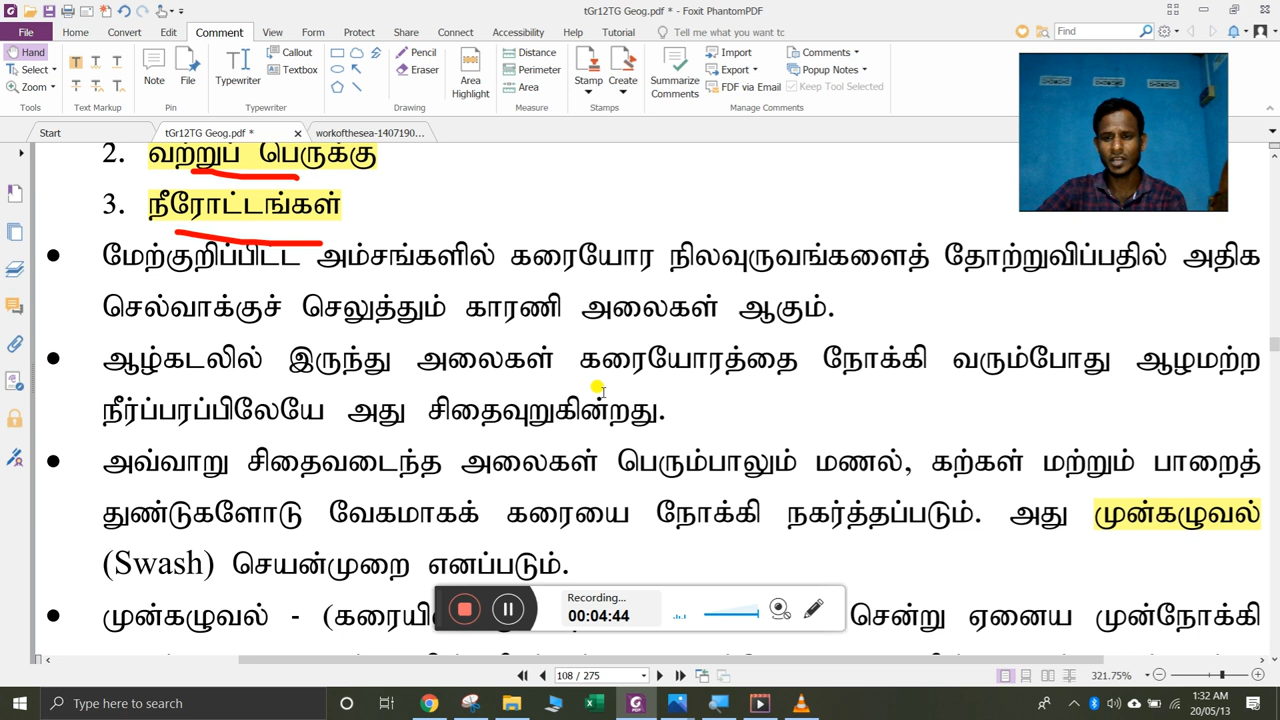 tGr12TG Geog.pdf * - Foxit PhantomPDF
File Home Convert Edit Comment View Form Protect Share Connect Accessibility Help Tutorial Tell me what you want tc Find
Hand Select Zoom Tools
Text Markup
Note File Pin
Typewriter Callout Textbox Typewriter
Pencil Eraser Drawing
Area Highlight Distance Perimeter Area Measure
Stamp Create Stamps
Summarize Comments Import Export FDF via Email Comments Popup Notes Keep Tool Selected Manage Comments
Start tGr12TG Geog.pdf * workofthesea-1407190...
2. வற்றுப் பெருக்கு
3. நீரோட்டங்கள்
• மேற்குறிப்பிட்ட அம்சங்களில் கரையோர நிலவுருவங்களைத் தோற்றுவிப்பதில் அதிக
செல்வாக்குச் செலுத்தும் காரணி அலைகள் ஆகும்.
• ஆழ்கடலில் இருந்து அலைகள் கரையோரத்தை நோக்கி வரும்போது ஆழமற்ற
நீர்ப்பரப்பிலேயே அது சிதைவுறுகின்றது.
• அவ்வாறு சிதைவடைந்த அலைகள் பெரும்பாலும் மணல், கற்கள் மற்றும் பாறைத்
துண்டுகளோடு வேகமாகக் கரையை நோக்கி நகர்த்தப்படும். அது முன்கழுவல்
(Swash) செயன்முறை எனப்படும்.
• முன்கழுவல் - (கரையி சென்று ஏனைய முன்நோக்கி
Recording...
00:04:44
108 / 275 321.75%
Type here to search
1:32 AM
20/05/13